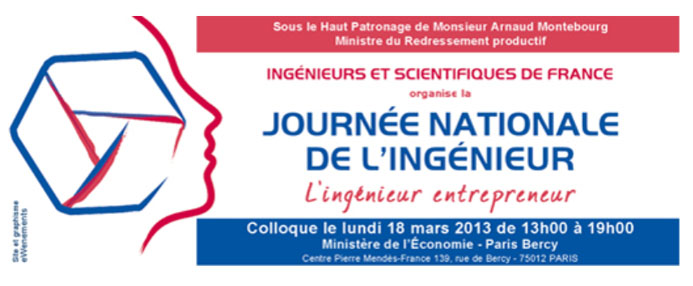 Sous le Haut Patronage de Monsieur Arnaud Montebourg
Ministre du Redressement productif
INGÉNIEURS ET SCIENTIFIQUES DE FRANCE
organise la
JOURNÉE NATIONALE
DE L'INGÉNIEUR
L'ingénieur entrepreneur
Colloque le lundi 18 mars 2013 de 13h00 à 19h00
Ministère de l'Économie - Paris Bercy
Centre Pierre Mendès-France 139, rue de Bercy - 75012 PARIS
Site et graphisme
eWenements